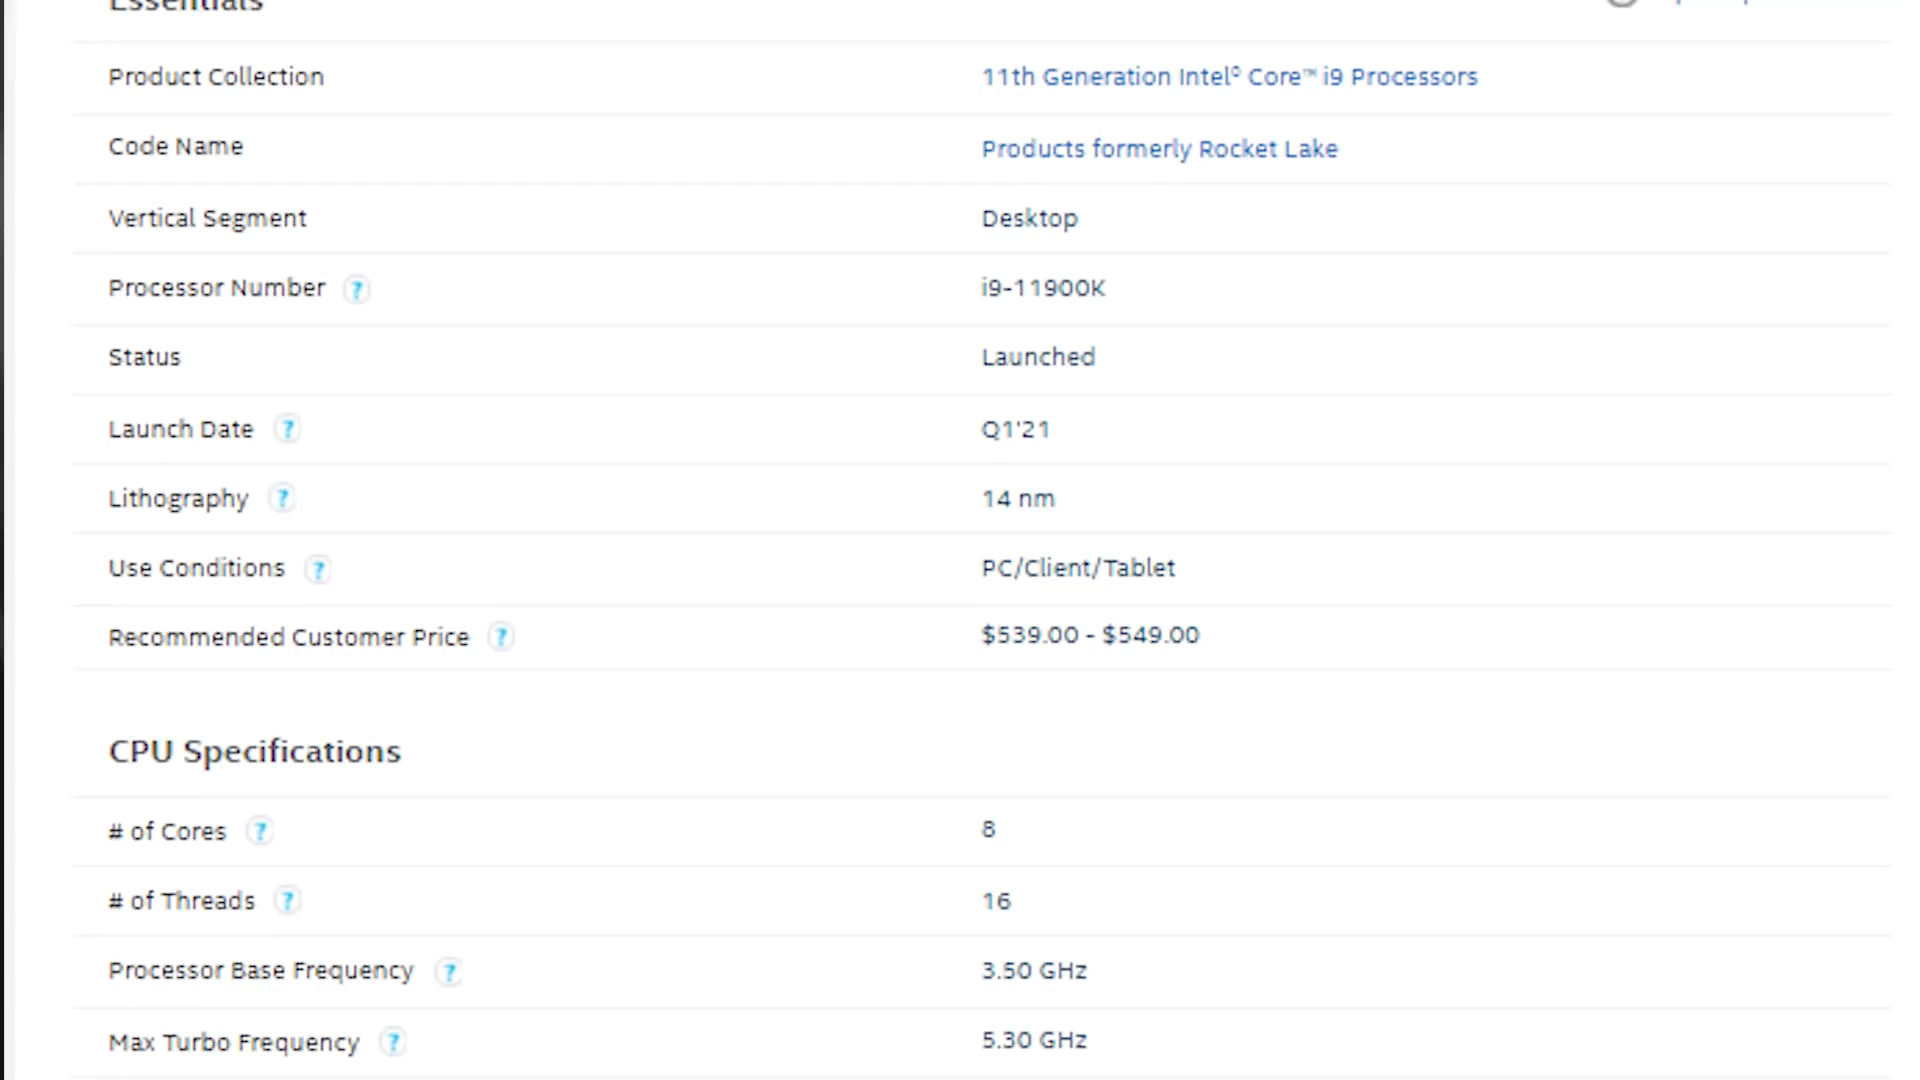 Essentials
Product Collection 11th Generation Intel® Core™ i9 Processors
Code Name Products formerly Rocket Lake
Vertical Segment Desktop
Processor Number ? i9-11900K
Status Launched
Launch Date ? Q1'21
Lithography ? 14 nm
Use Conditions ? PC/Client/Tablet
Recommended Customer Price ? $539.00 - $549.00
CPU Specifications
# of Cores ? 8
# of Threads ? 16
Processor Base Frequency ? 3.50 GHz
Max Turbo Frequency ? 5.30 GHz